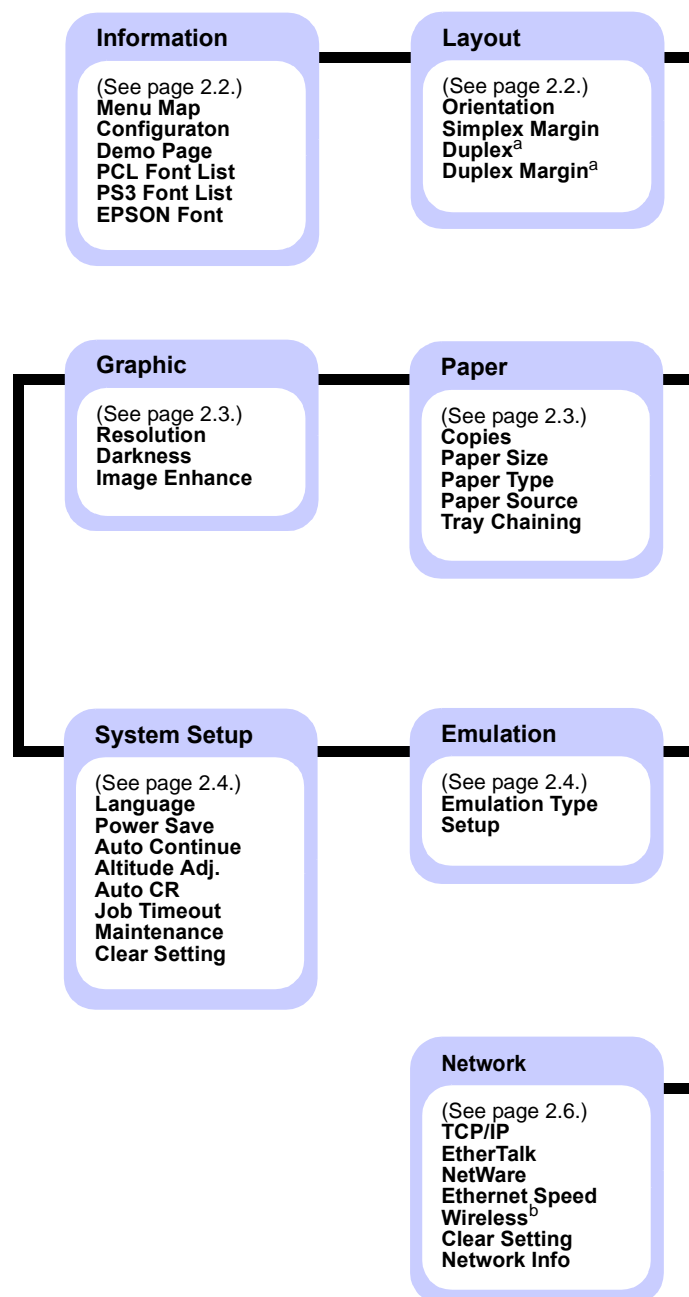 Information
(See page 2.2.)
Menu Map
Configuraton
Demo Page
PCL Font List
PS3 Font List
EPSON Font
Layout
(See page 2.2.)
Orientation
Simplex Margin
Duplexa
Duplex Margina
Graphic
(See page 2.3.)
Resolution
Darkness
Image Enhance
Paper
(See page 2.3.)
Copies
Paper Size
Paper Type
Paper Source
Tray Chaining
System Setup
(See page 2.4.)
Language
Power Save
Auto Continue
Altitude Adj.
Auto CR
Job Timeout
Maintenance
Clear Setting
Emulation
(See page 2.4.)
Emulation Type
Setup
Network
(See page 2.6.)
TCP/IP
EtherTalk
NetWare
Ethernet Speed
Wirelessb
Clear Setting
Network Info